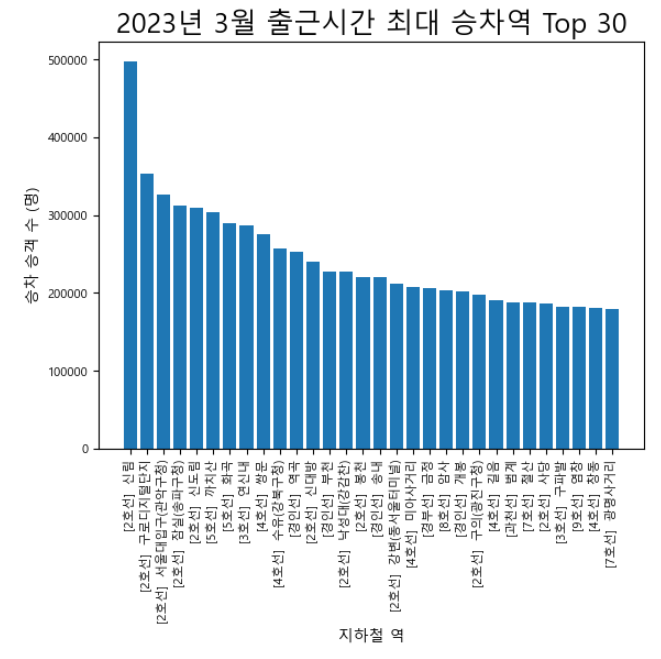 2023년 3월 출근시간 최대 승차역 Top 30
승차 승객 수 (명)
500000
400000
300000
200000
100000
0
[2호선] 신림
[2호선] 구로디지털단지
[2호선] 서울대입구(관악구청)
[2호선] 잠실(송파구청)
[2호선] 신도림
[5호선] 까치산
[5호선] 화곡
[3호선] 연신내
[4호선] 쌍문
[4호선] 수유(강북구청)
[경인선] 역곡
[2호선] 신대방
[경인선] 부천
[2호선] 낙성대(강감찬)
[2호선] 봉천
[경인선] 송내
[2호선] 강변(동서울터미널)
[4호선] 미아사거리
[경부선] 금정
[8호선] 암사
[경인선] 개봉
[2호선] 구의(광진구청)
[4호선] 길음
[과천선] 범계
[7호선] 철산
[2호선] 사당
[3호선] 구파발
[9호선] 염창
[4호선] 창동
[7호선] 광명사거리
지하철 역